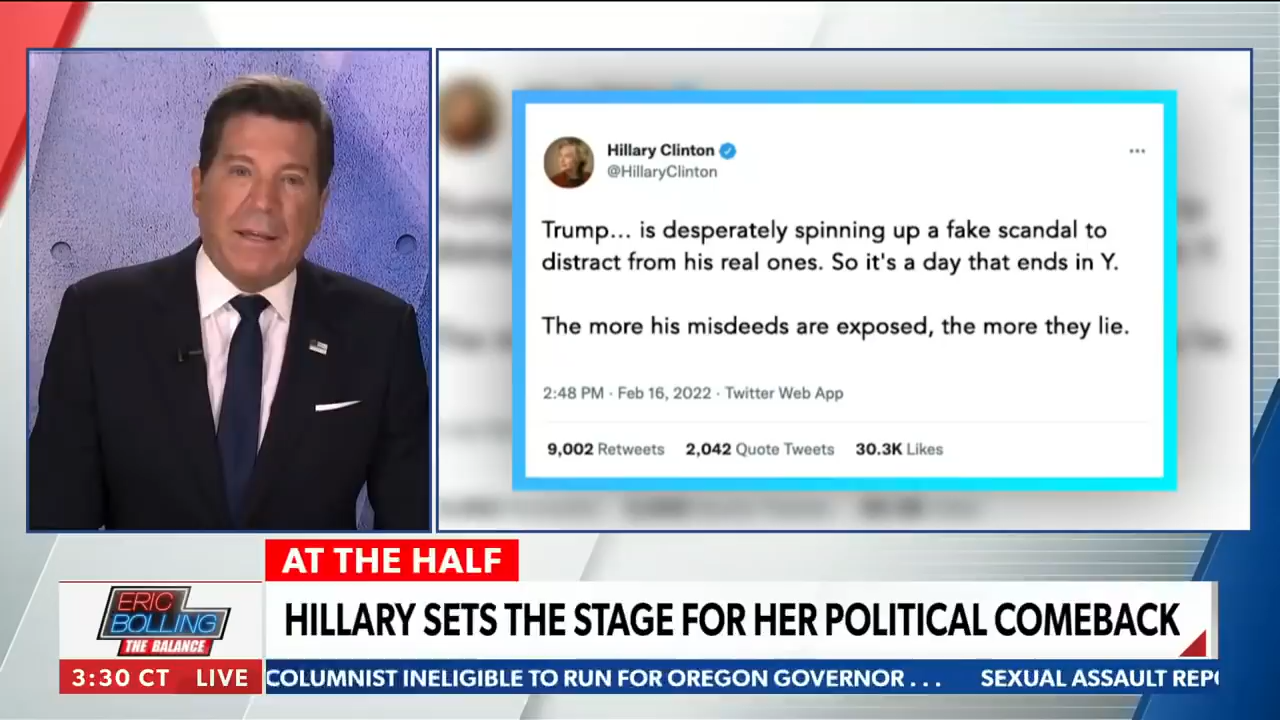 Hillary Clinton
@HillaryClinton
Trump... is desperately spinning up a fake scandal to
distract from his real ones. So it's a day that ends in Y.
The more his misdeeds are exposed, the more they lie.
2:48 PM · Feb 16, 2022 · Twitter Web App
9,002 Retweets 2,042 Quote Tweets 30.3K Likes
AT THE HALF
ERIC
BOLLING
THE BALANCE
HILLARY SETS THE STAGE FOR HER POLITICAL COMEBACK
3:30 CT LIVE
COLUMNIST INELIGIBLE TO RUN FOR OREGON GOVERNOR . . . SEXUAL ASSAULT